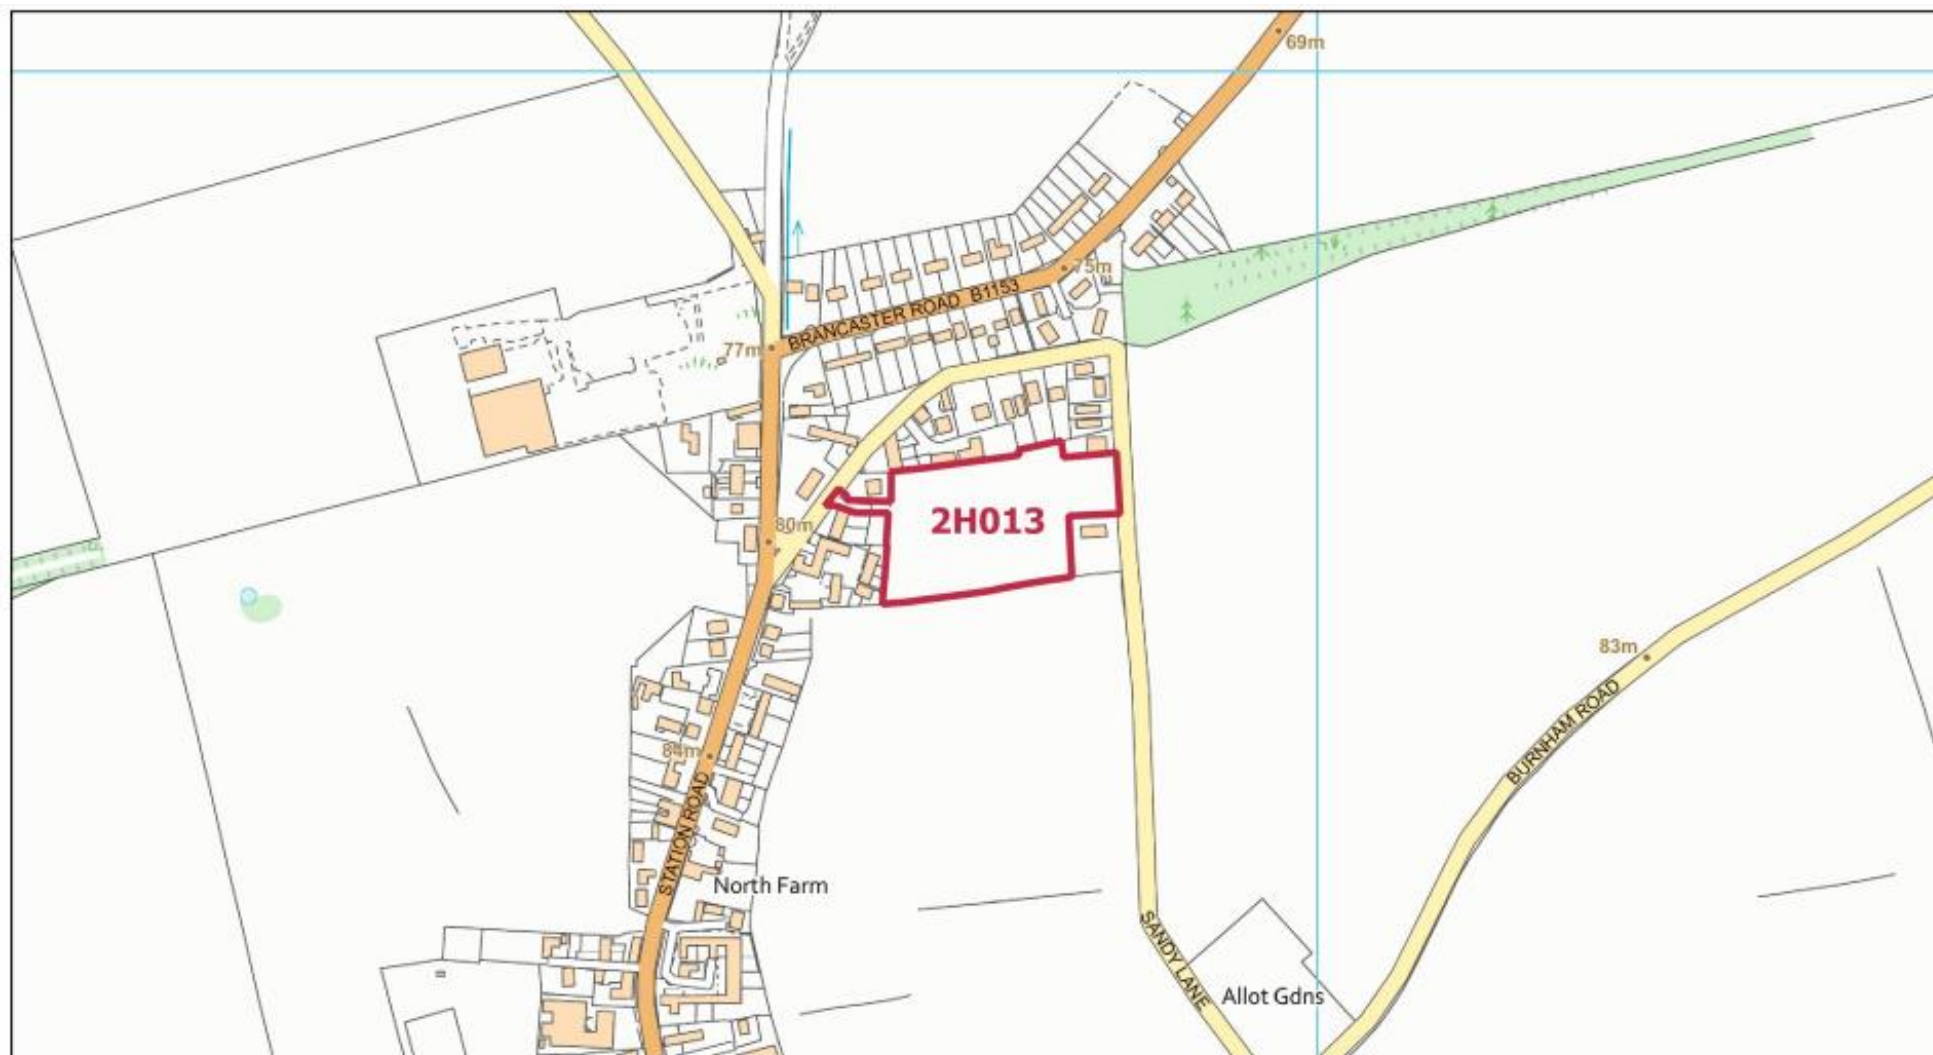 69m
75m
BRANCASTER ROAD B1153
77m
2H013
80m
83m
BURNHAM ROAD
84m
STATION ROAD
North Farm
SANDY LANE
Allot Gdns